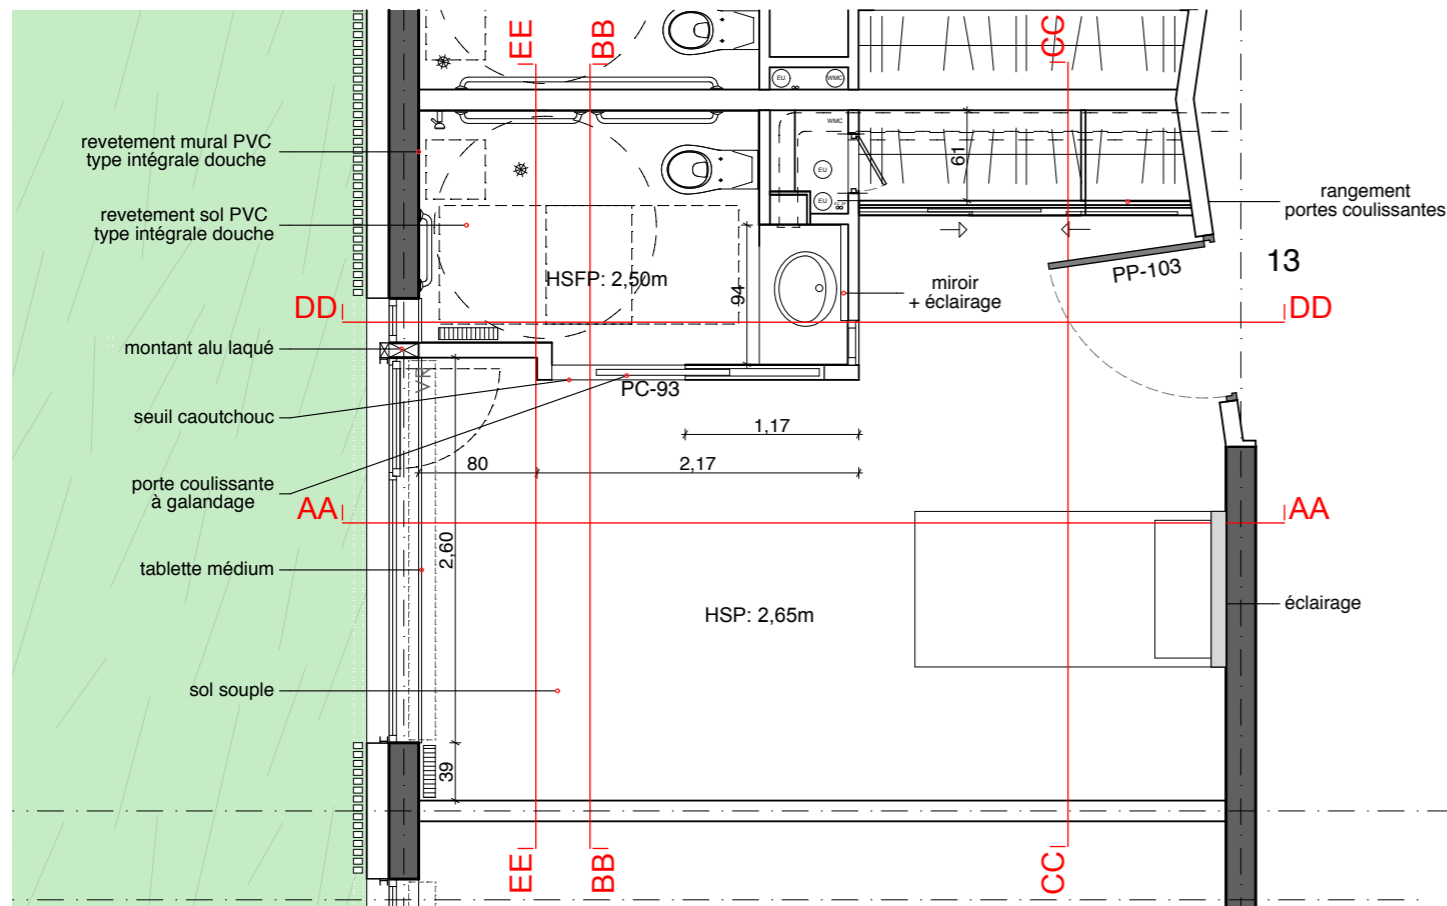 EE
BB
CC
EU
WMC
WMC
EU
EU
61
revetement mural PVC
type intégrale douche
revetement sol PVC
type intégrale douche
rangement
portes coulissantes
13
PP-103
HSFP: 2,50m
94
miroir
+ éclairage
DD
DD
montant alu laqué
VR
seuil caoutchouc
PC-93
1,17
80
2,17
porte coulissante
à galandage
AA
AA
2,60
tablette médium
HSP: 2,65m
éclairage
sol souple
39
EE
BB
CC